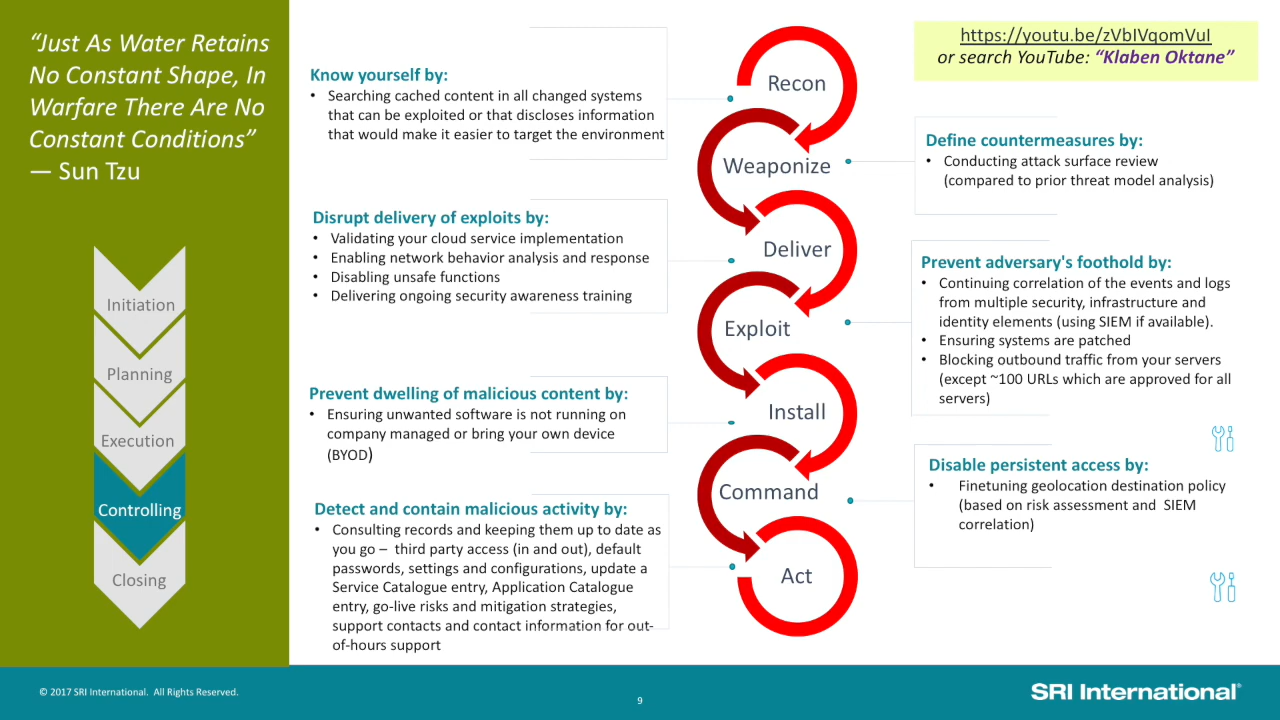 “Just As Water Retains
No Constant Shape, In
Warfare There Are No
Constant Conditions”
— Sun Tzu
Initiation
Planning
Execution
Controlling
Closing
Know yourself by:
• Searching cached content in all changed systems
that can be exploited or that discloses information
that would make it easier to target the environment
Disrupt delivery of exploits by:
• Validating your cloud service implementation
• Enabling network behavior analysis and response
• Disabling unsafe functions
• Delivering ongoing security awareness training
Prevent dwelling of malicious content by:
• Ensuring unwanted software is not running on
company managed or bring your own device
(BYOD)
Detect and contain malicious activity by:
• Consulting records and keeping them up to date as
you go – third party access (in and out), default
passwords, settings and configurations, update a
Service Catalogue entry, Application Catalogue
entry, go-live risks and mitigation strategies,
support contacts and contact information for out-
of-hours support
Recon
Weaponize
Deliver
Exploit
Install
Command
Act
https://youtu.be/zVbIVqomVuI
or search YouTube: “Klaben Oktane”
Define countermeasures by:
• Conducting attack surface review
(compared to prior threat model analysis)
Prevent adversary's foothold by:
• Continuing correlation of the events and logs
from multiple security, infrastructure and
identity elements (using SIEM if available).
• Ensuring systems are patched
• Blocking outbound traffic from your servers
(except ~100 URLs which are approved for all
servers)
Disable persistent access by:
• Finetuning geolocation destination policy
(based on risk assessment and SIEM
correlation)
© 2017 SRI International. All Rights Reserved.
9
SRI International®